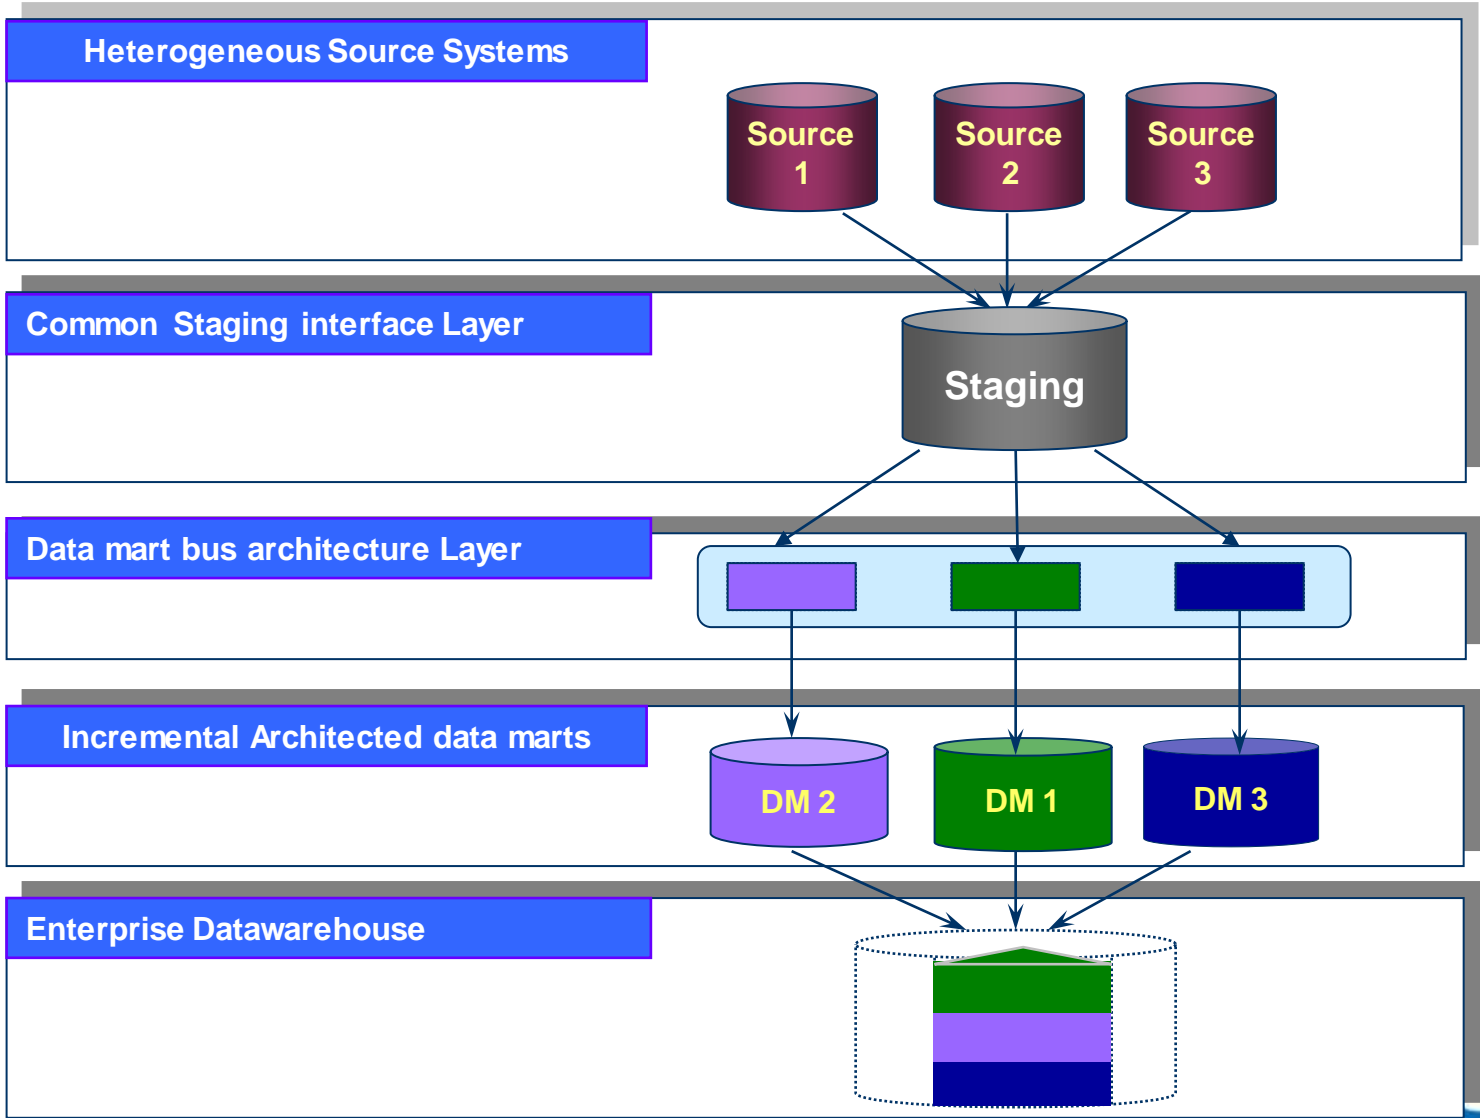 Heterogeneous Source Systems
Source
1
Source
2
Source
3
Common Staging interface Layer
Staging
Data mart bus architecture Layer
Incremental Architected data marts
DM 2
DM 1
DM 3
Enterprise Datawarehouse